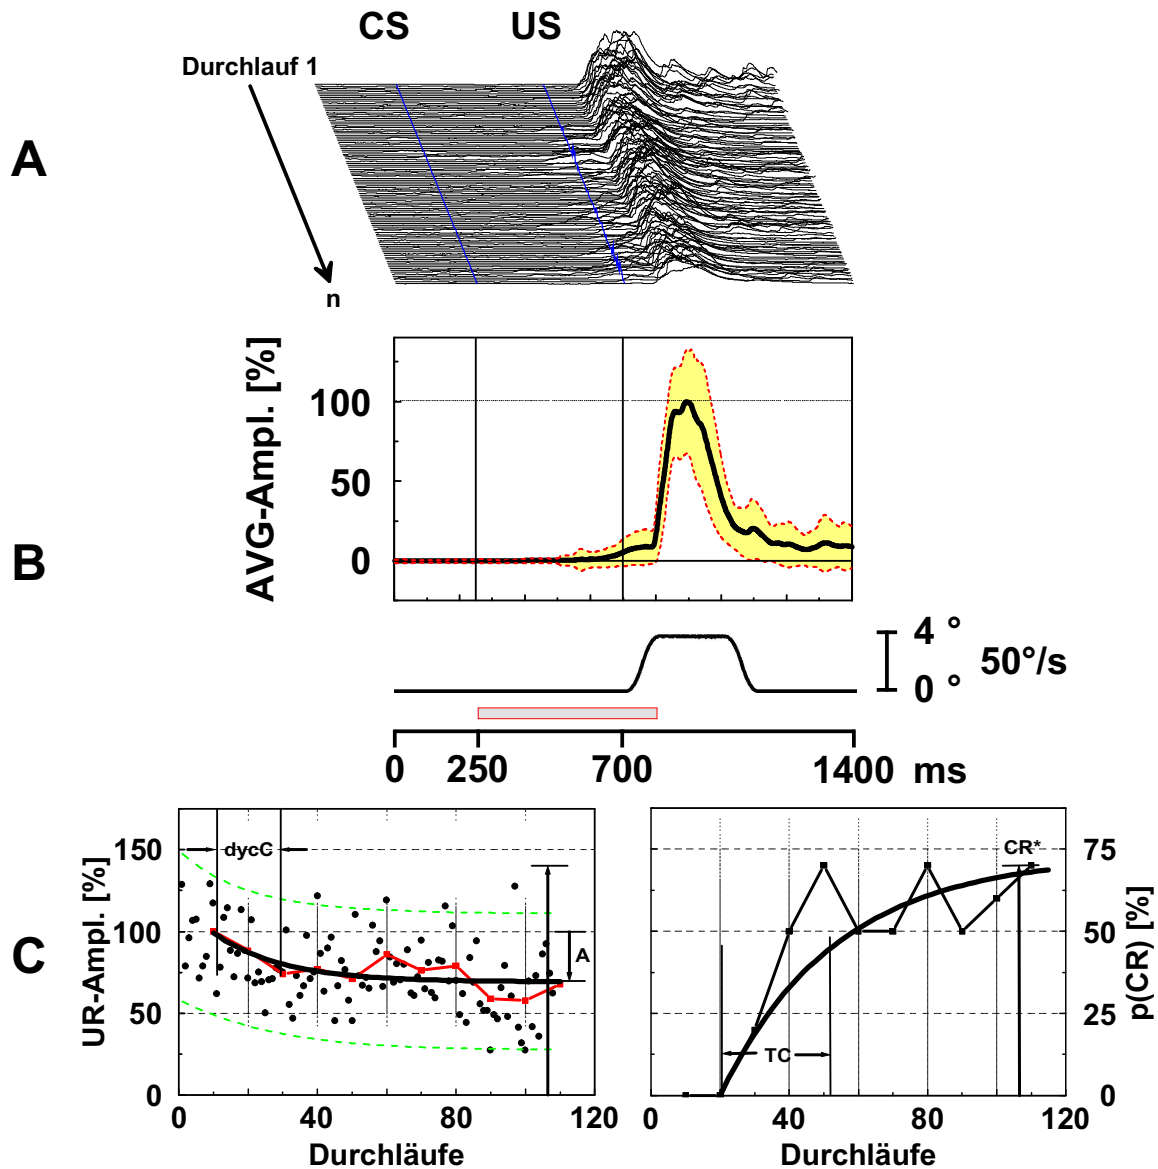 A
CS US
Durchlauf 1
n
B
AVG-Ampl. [%]
100
50
0
4 °
0 °
50°/s
0 250 700 1400 ms
C
UR-Ampl. [%]
150
100
50
0
dycC
A
0 40 80 120
Durchläufe
p(CR) [%]
75
50
25
0
CR*
TC
0 40 80 120
Durchläufe